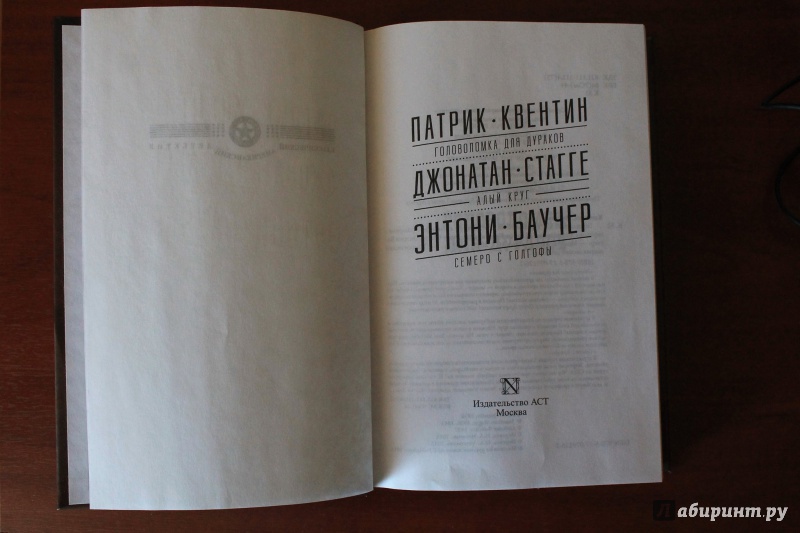 ПАТРИК · КВЕНТИН
ГОЛОВОЛОМКА ДЛЯ ДУРАКОВ
ДЖОНАТАН · СТАГГЕ
АЛЫЙ КРУГ
ЭНТОНИ · БАУЧЕР
СЕМЕРО С ГОЛГОФЫ
N
Издательство АСТ
Москва
Лабиринт.ру